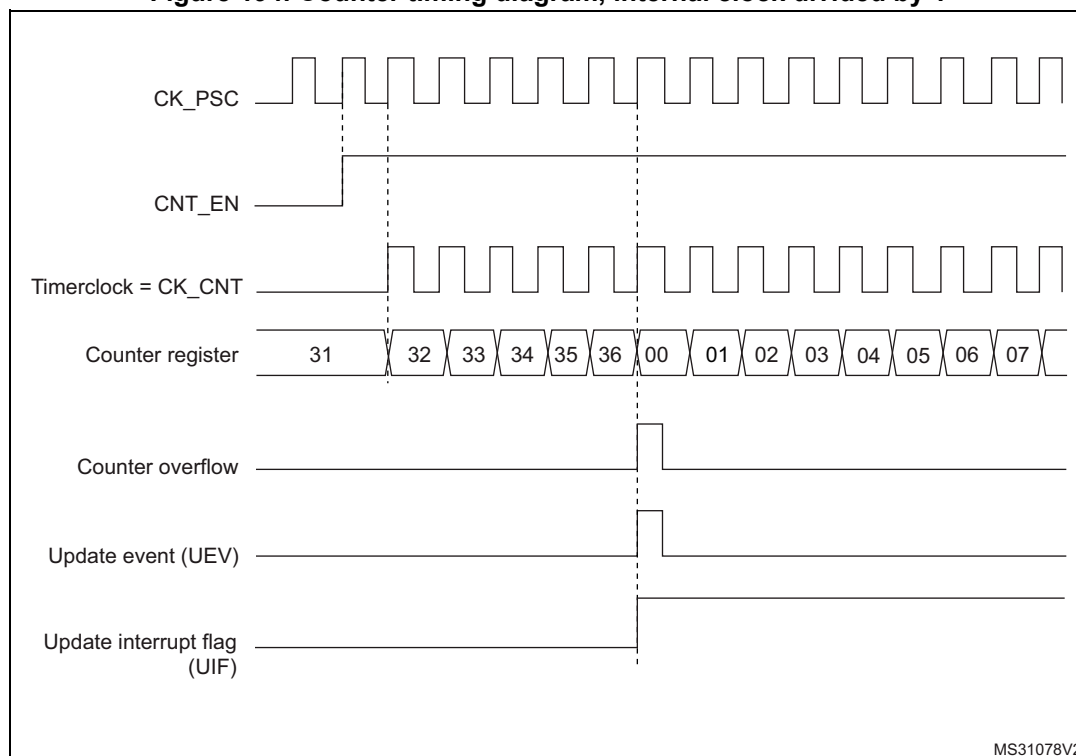 CK_PSC
CNT_EN
Timerclock = CK_CNT
Counter register 31 32 33 34 35 36 00 01 02 03 04 05 06 07
Counter overflow
Update event (UEV)
Update interrupt flag
(UIF)
MS31078V2